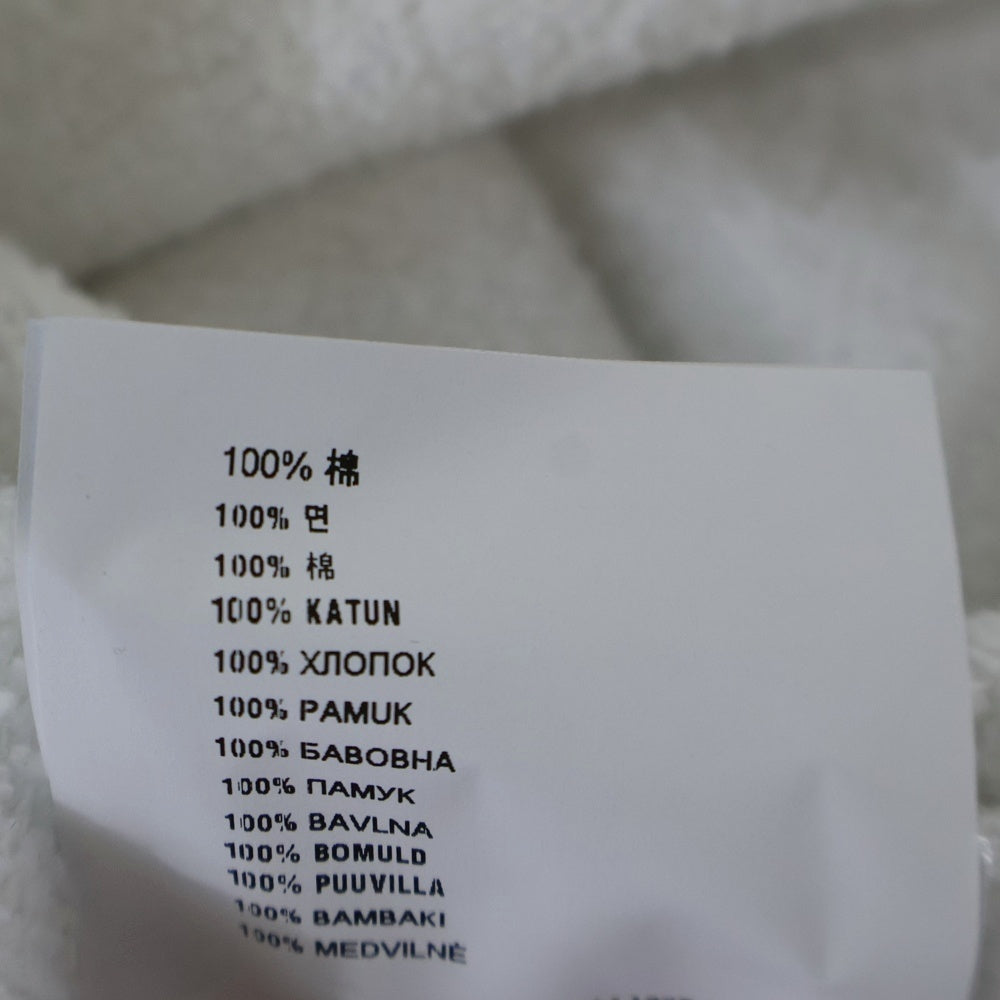 100% 棉
100% 면
100% 棉
100% KATUN
100% ХЛОПОК
100% PAMUK
100% БАВОВНА
100% ПАМУК
100% BAVLNA
100% BOMULD
100% PUUVILLA
100% BAMBAKI
100% MEDVILNĖ